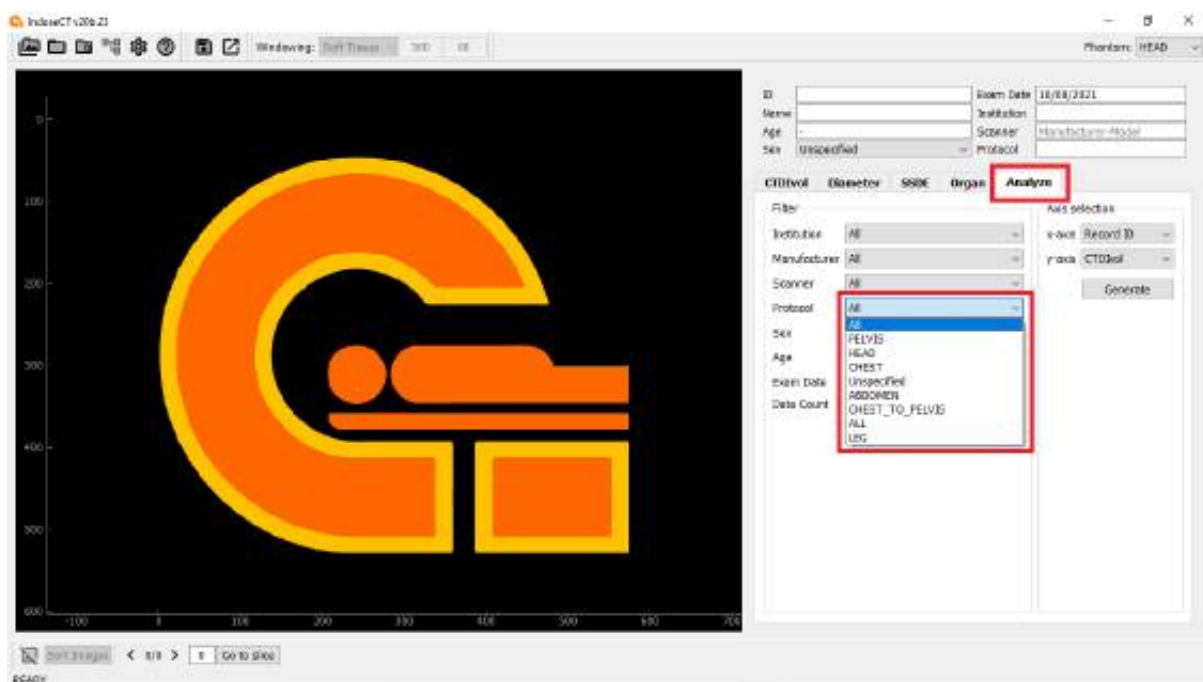 IndoseCT v20b.23
Windowing: Soft Tissue
Phantom: HEAD
ID
Exam Date 10/08/2021
Name
Institution
Age -
Scanner Manufacturer-Model
Sex Unspecified
Protocol
CTDIvol Diameter SSDE Organ Analyze
Filter
Axis selection
Institution All
x-axis Record ID
Manufacturer All
y-axis CTDIvol
Scanner All
Generate
Protocol All
Sex
Age
Exam Date
Data Count
All
PELVIS
HEAD
CHEST
Unspecified
ABDOMEN
CHEST_TO_PELVIS
ALL
LEG
0
100
200
300
400
500
600
-100 0 100 200 300 400 500 600 700
Sort Images < 0/0 > 0 Go to slice
READY